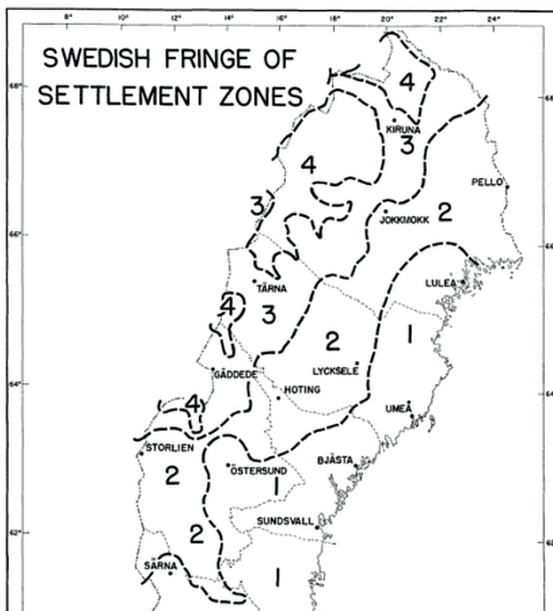 8° 10° 12° 14° 16° 18° 20° 22° 24°
SWEDISH FRINGE OF
SETTLEMENT ZONES
68°
4
KIRUNA
3
4
PELLO
3
2
JOKKMOKK
66°
TÄRNA
LULEÅ
4
3
1
2
GÄDDEDE
LYCKSELE
64°
HOTING
4
UMEÅ
STORLIEN
BJÄSTA
ÖSTERSUND
2
1
SUNDSVALL
62°
2
SÄRNA
1